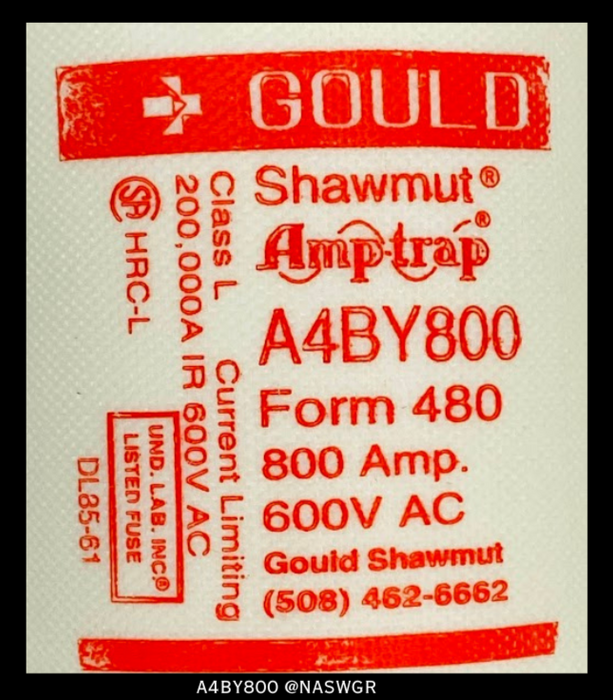 GOULD
Shawmut®
Amp-trap®
A4BY800
Form 480
800 Amp.
600V AC
Gould Shawmut
(508) 462-6662
Class L Current Limiting
200,000A IR 600V AC
SA HRC-L
UND. LAB. INC.®
LISTED FUSE
DL85-61
A4BY800 @NASWGR